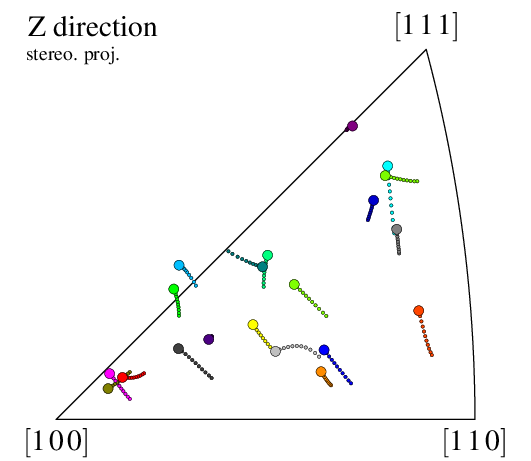 Z direction
[111]
stereo. proj.
[100]
[110]